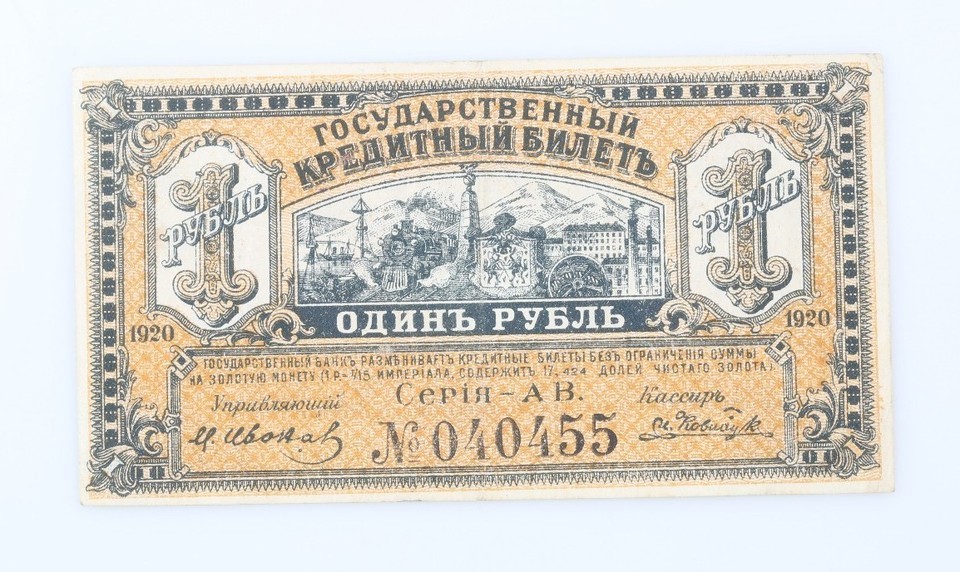 ГОСУДАРСТВЕННЫЙ
КРЕДИТНЫЙ БИЛЕТЪ
1 РУБЛЬ
1 РУБЛЬ
ОДИНЪ РУБЛЬ
1920
1920
ГОСУДАРСТВЕННЫЙ БАНКЪ РАЗМѢНИВАЕТЪ КРЕДИТНЫЕ БИЛЕТЫ БЕЗЪ ОГРАНИЧЕНІЯ СУММЫ
НА ЗОЛОТУЮ МОНЕТУ (1 Р.=1/15 ИМПЕРІАЛА, СОДЕРЖИТЪ 17,424 ДОЛЕЙ ЧИСТАГО ЗОЛОТА)
Управляющій
Серія – АВ.
Кассиръ
№ 040455